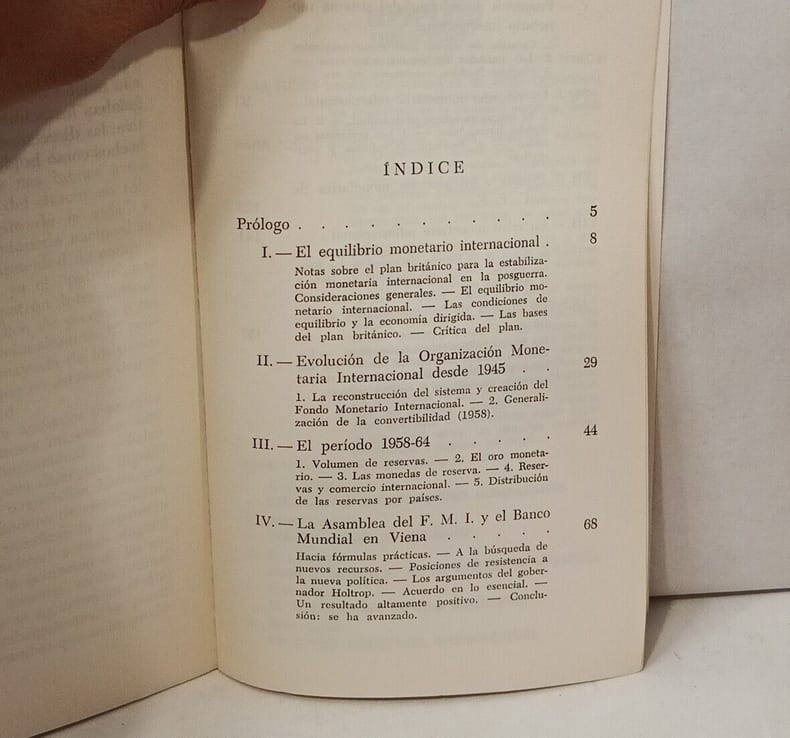 ÍNDICE
Prólogo . . . . . . . . . . . 5
I. — El equilibrio monetario internacional . 8
Notas sobre el plan británico para la estabiliza-
ción monetaria internacional en la posguerra.
Consideraciones generales. — El equilibrio mo-
netario internacional. — Las condiciones de
equilibrio y la economía dirigida. — Las bases
del plan británico. — Crítica del plan.
II. — Evolución de la Organización Mone-
taria Internacional desde 1945 . . 29
1. La reconstrucción del sistema y creación del
Fondo Monetario Internacional. — 2. Generali-
zación de la convertibilidad (1958).
III. — El período 1958-64 . . . . . 44
1. Volumen de reservas. — 2. El oro moneta-
rio. — 3. Las monedas de reserva. — 4. Reser-
vas y comercio internacional. — 5. Distribución
de las reservas por países.
IV. — La Asamblea del F. M. I. y el Banco
Mundial en Viena . . . . . 68
Hacia fórmulas prácticas. — A la búsqueda de
nuevos recursos. — Posiciones de resistencia a
la nueva política. — Los argumentos del gober-
nador Holtrop. — Acuerdo en lo esencial. —
Un resultado altamente positivo. — Conclu-
sión: se ha avanzado.